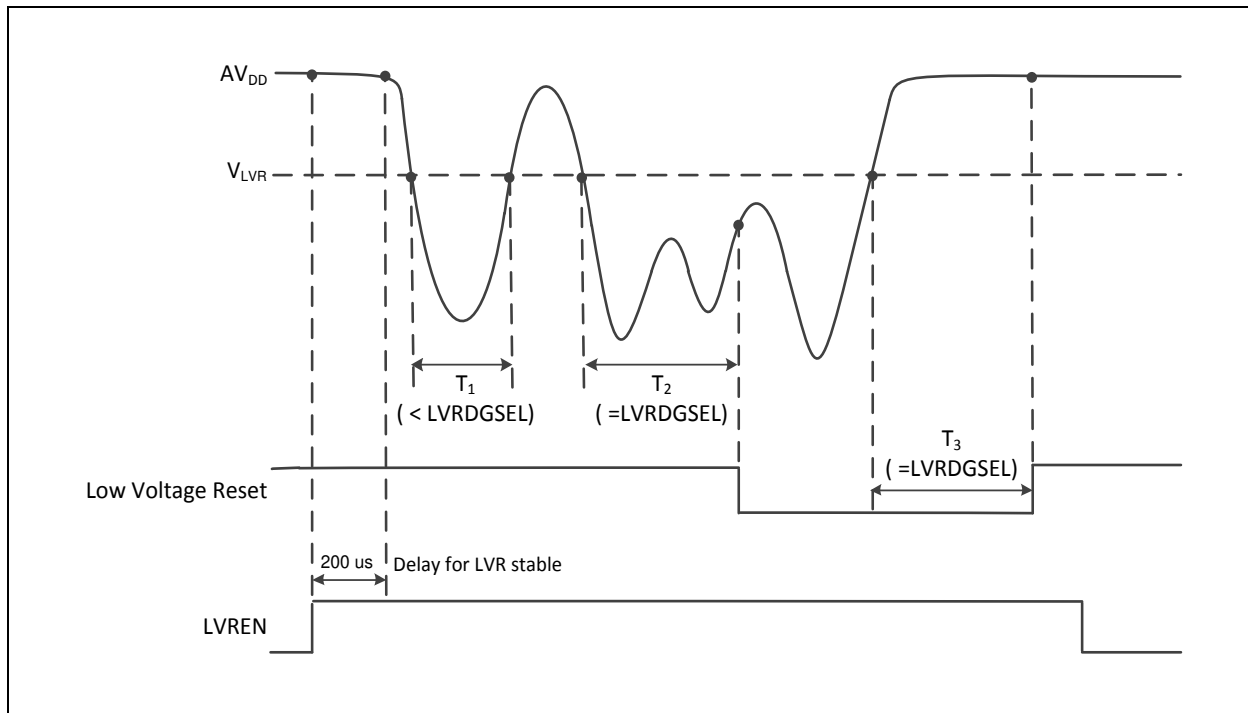 AVDD
VLVR
T1
( < LVRDGSEL)
T2
( =LVRDGSEL)
T3
( =LVRDGSEL)
Low Voltage Reset
200 us
Delay for LVR stable
LVREN